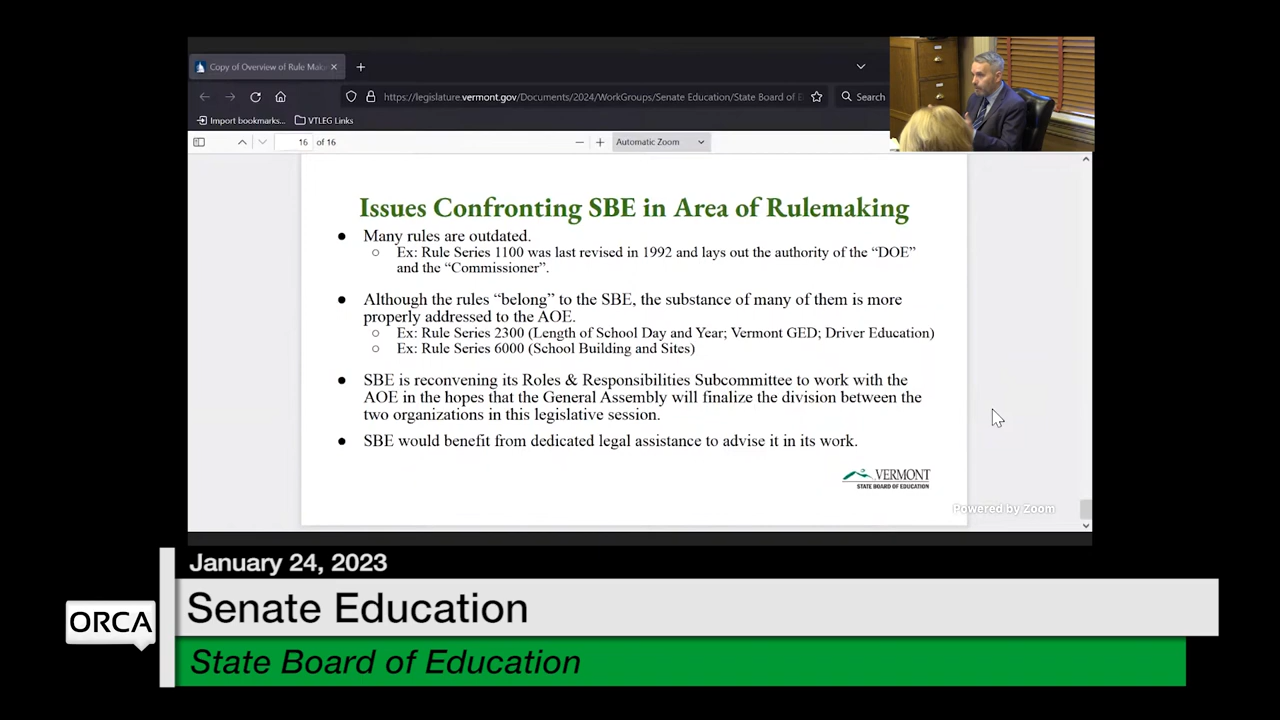 Copy of Overview of Rule Makin
https://legislature.vermont.gov/Documents/2024/WorkGroups/Senate Education/State Board of E
Search
Import bookmarks...
VTLEG Links
16 of 16
Automatic Zoom
Issues Confronting SBE in Area of Rulemaking
● Many rules are outdated.
○ Ex: Rule Series 1100 was last revised in 1992 and lays out the authority of the “DOE”
and the “Commissioner”.
● Although the rules “belong” to the SBE, the substance of many of them is more
properly addressed to the AOE.
○ Ex: Rule Series 2300 (Length of School Day and Year; Vermont GED; Driver Education)
○ Ex: Rule Series 6000 (School Building and Sites)
● SBE is reconvening its Roles & Responsibilities Subcommittee to work with the
AOE in the hopes that the General Assembly will finalize the division between the
two organizations in this legislative session.
● SBE would benefit from dedicated legal assistance to advise it in its work.
VERMONT
STATE BOARD OF EDUCATION
Powered by Zoom
January 24, 2023
Senate Education
ORCA
State Board of Education